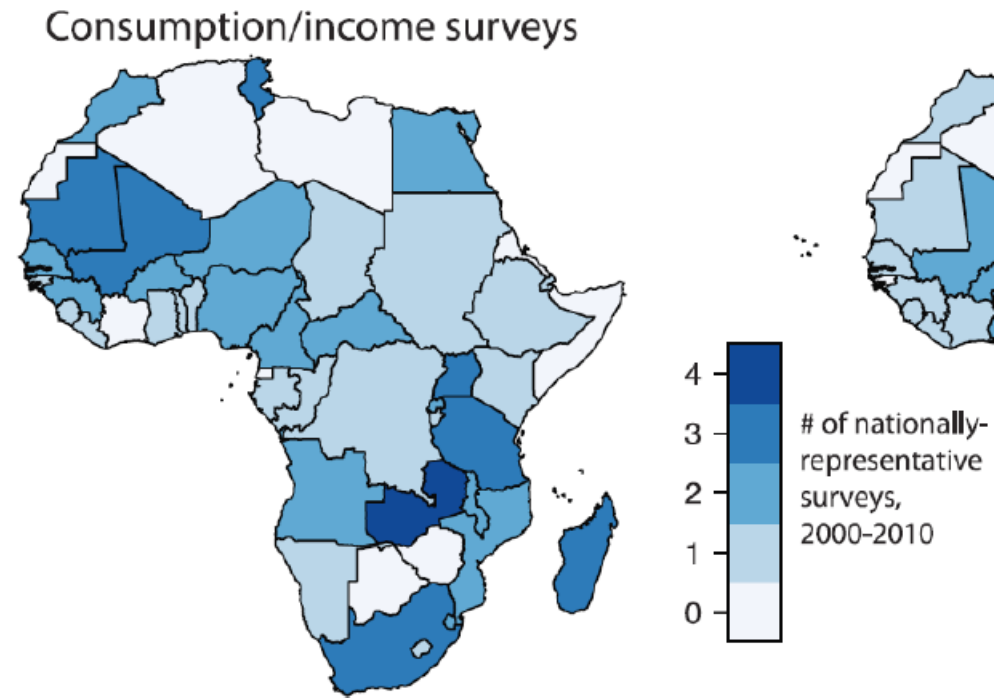 Consumption/income surveys
4
3
2
1
0
# of nationally-
representative
surveys,
2000-2010